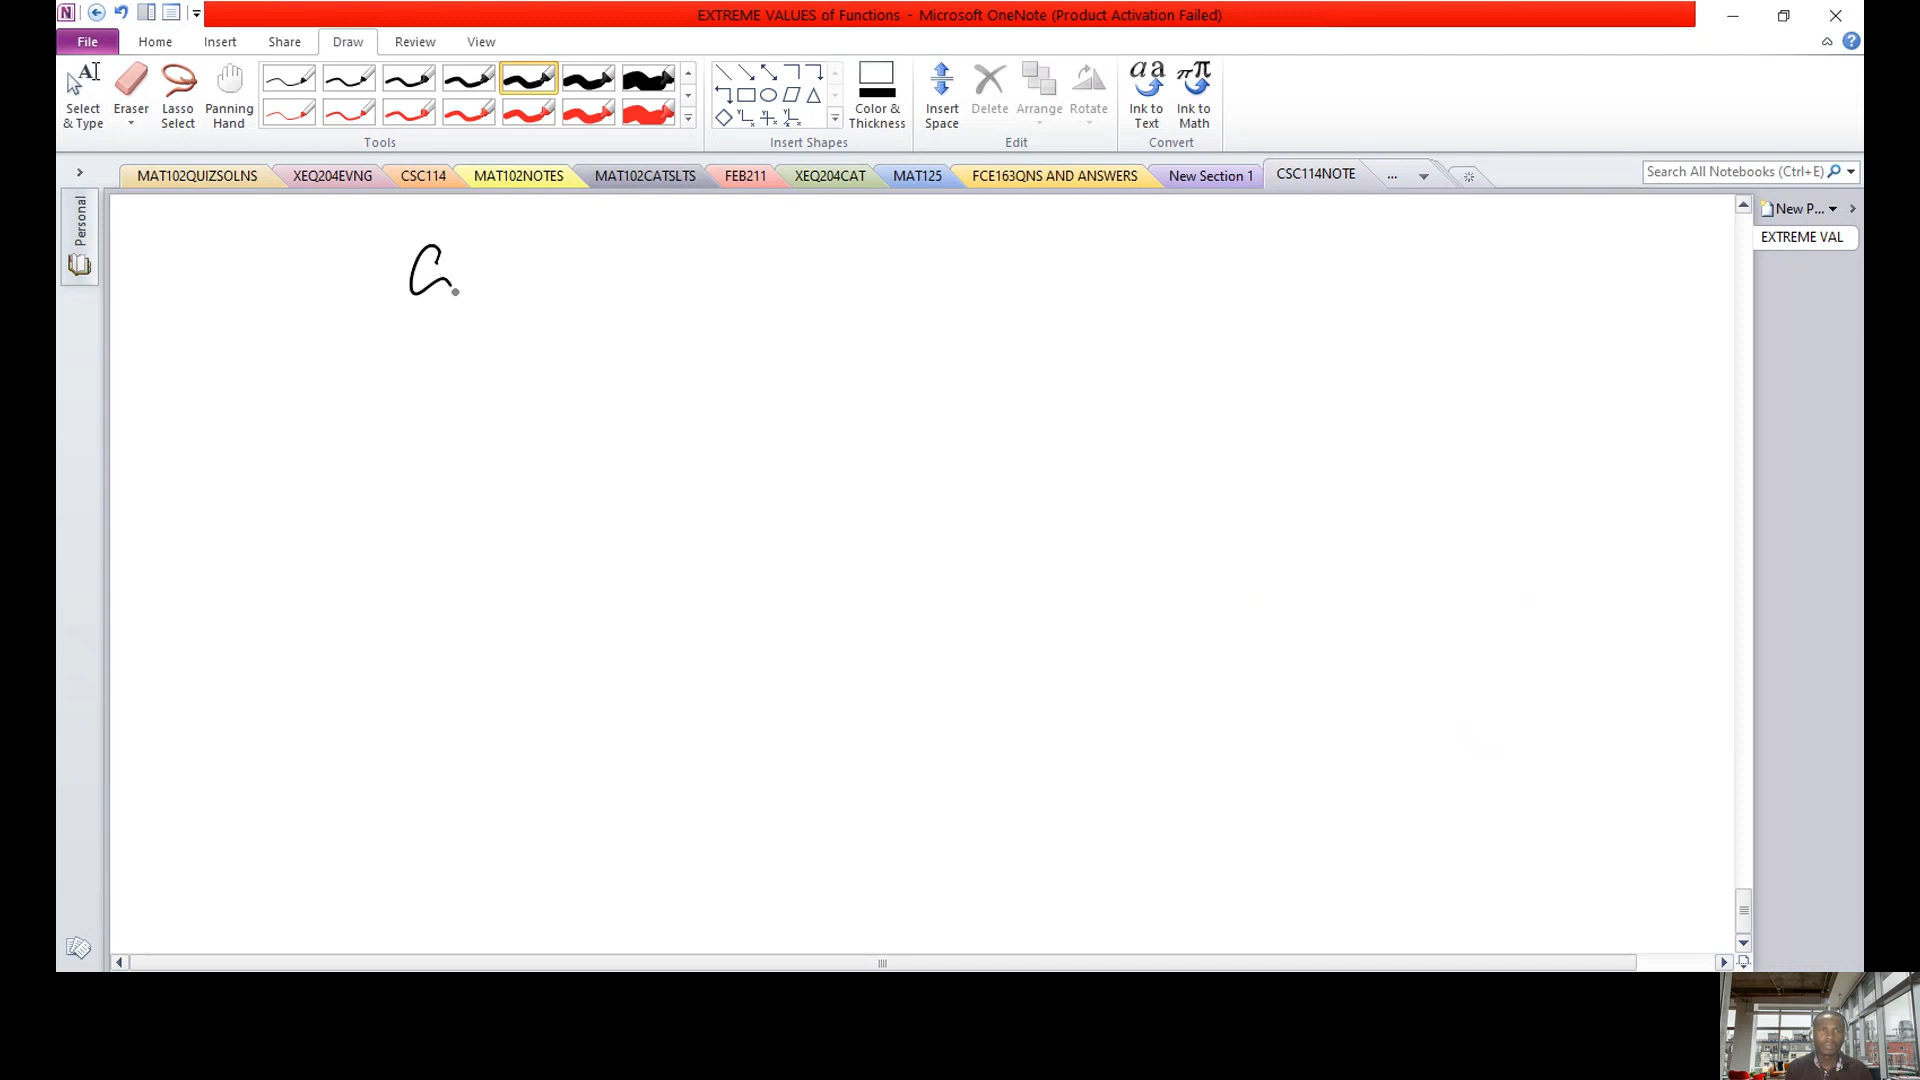 EXTREME VALUES of Functions - Microsoft OneNote (Product Activation Failed)
File Home Insert Share Draw Review View
Select & Type
Eraser
Lasso Select
Panning Hand
Color & Thickness
Insert Space
Delete
Arrange
Rotate
Ink to Text
Ink to Math
Tools
Insert Shapes
Edit
Convert
MAT102QUIZSOLNS XEQ204EVNG CSC114 MAT102NOTES MAT102CATSLTS FEB211 XEQ204CAT MAT125 FCE163QNS AND ANSWERS New Section 1 CSC114NOTE ...
Search All Notebooks (Ctrl+E)
Personal
New P...
EXTREME VAL
C